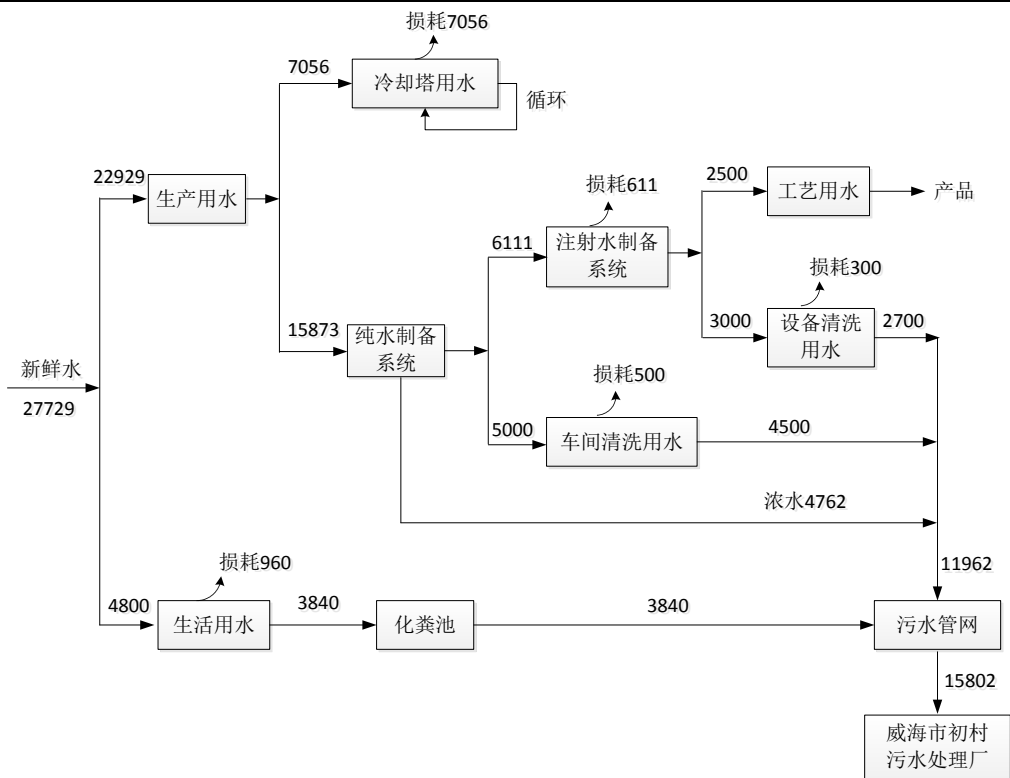 损耗7056
7056
冷却塔用水
循环
22929
生产用水
损耗611
2500
工艺用水
产品
6111
注射水制备
系统
损耗300
15873
纯水制备
系统
3000
设备清洗
用水
2700
新鲜水
27729
损耗500
5000
车间清洗用水
4500
浓水4762
损耗960
11962
4800
生活用水
3840
化粪池
3840
污水管网
15802
威海市初村
污水处理厂